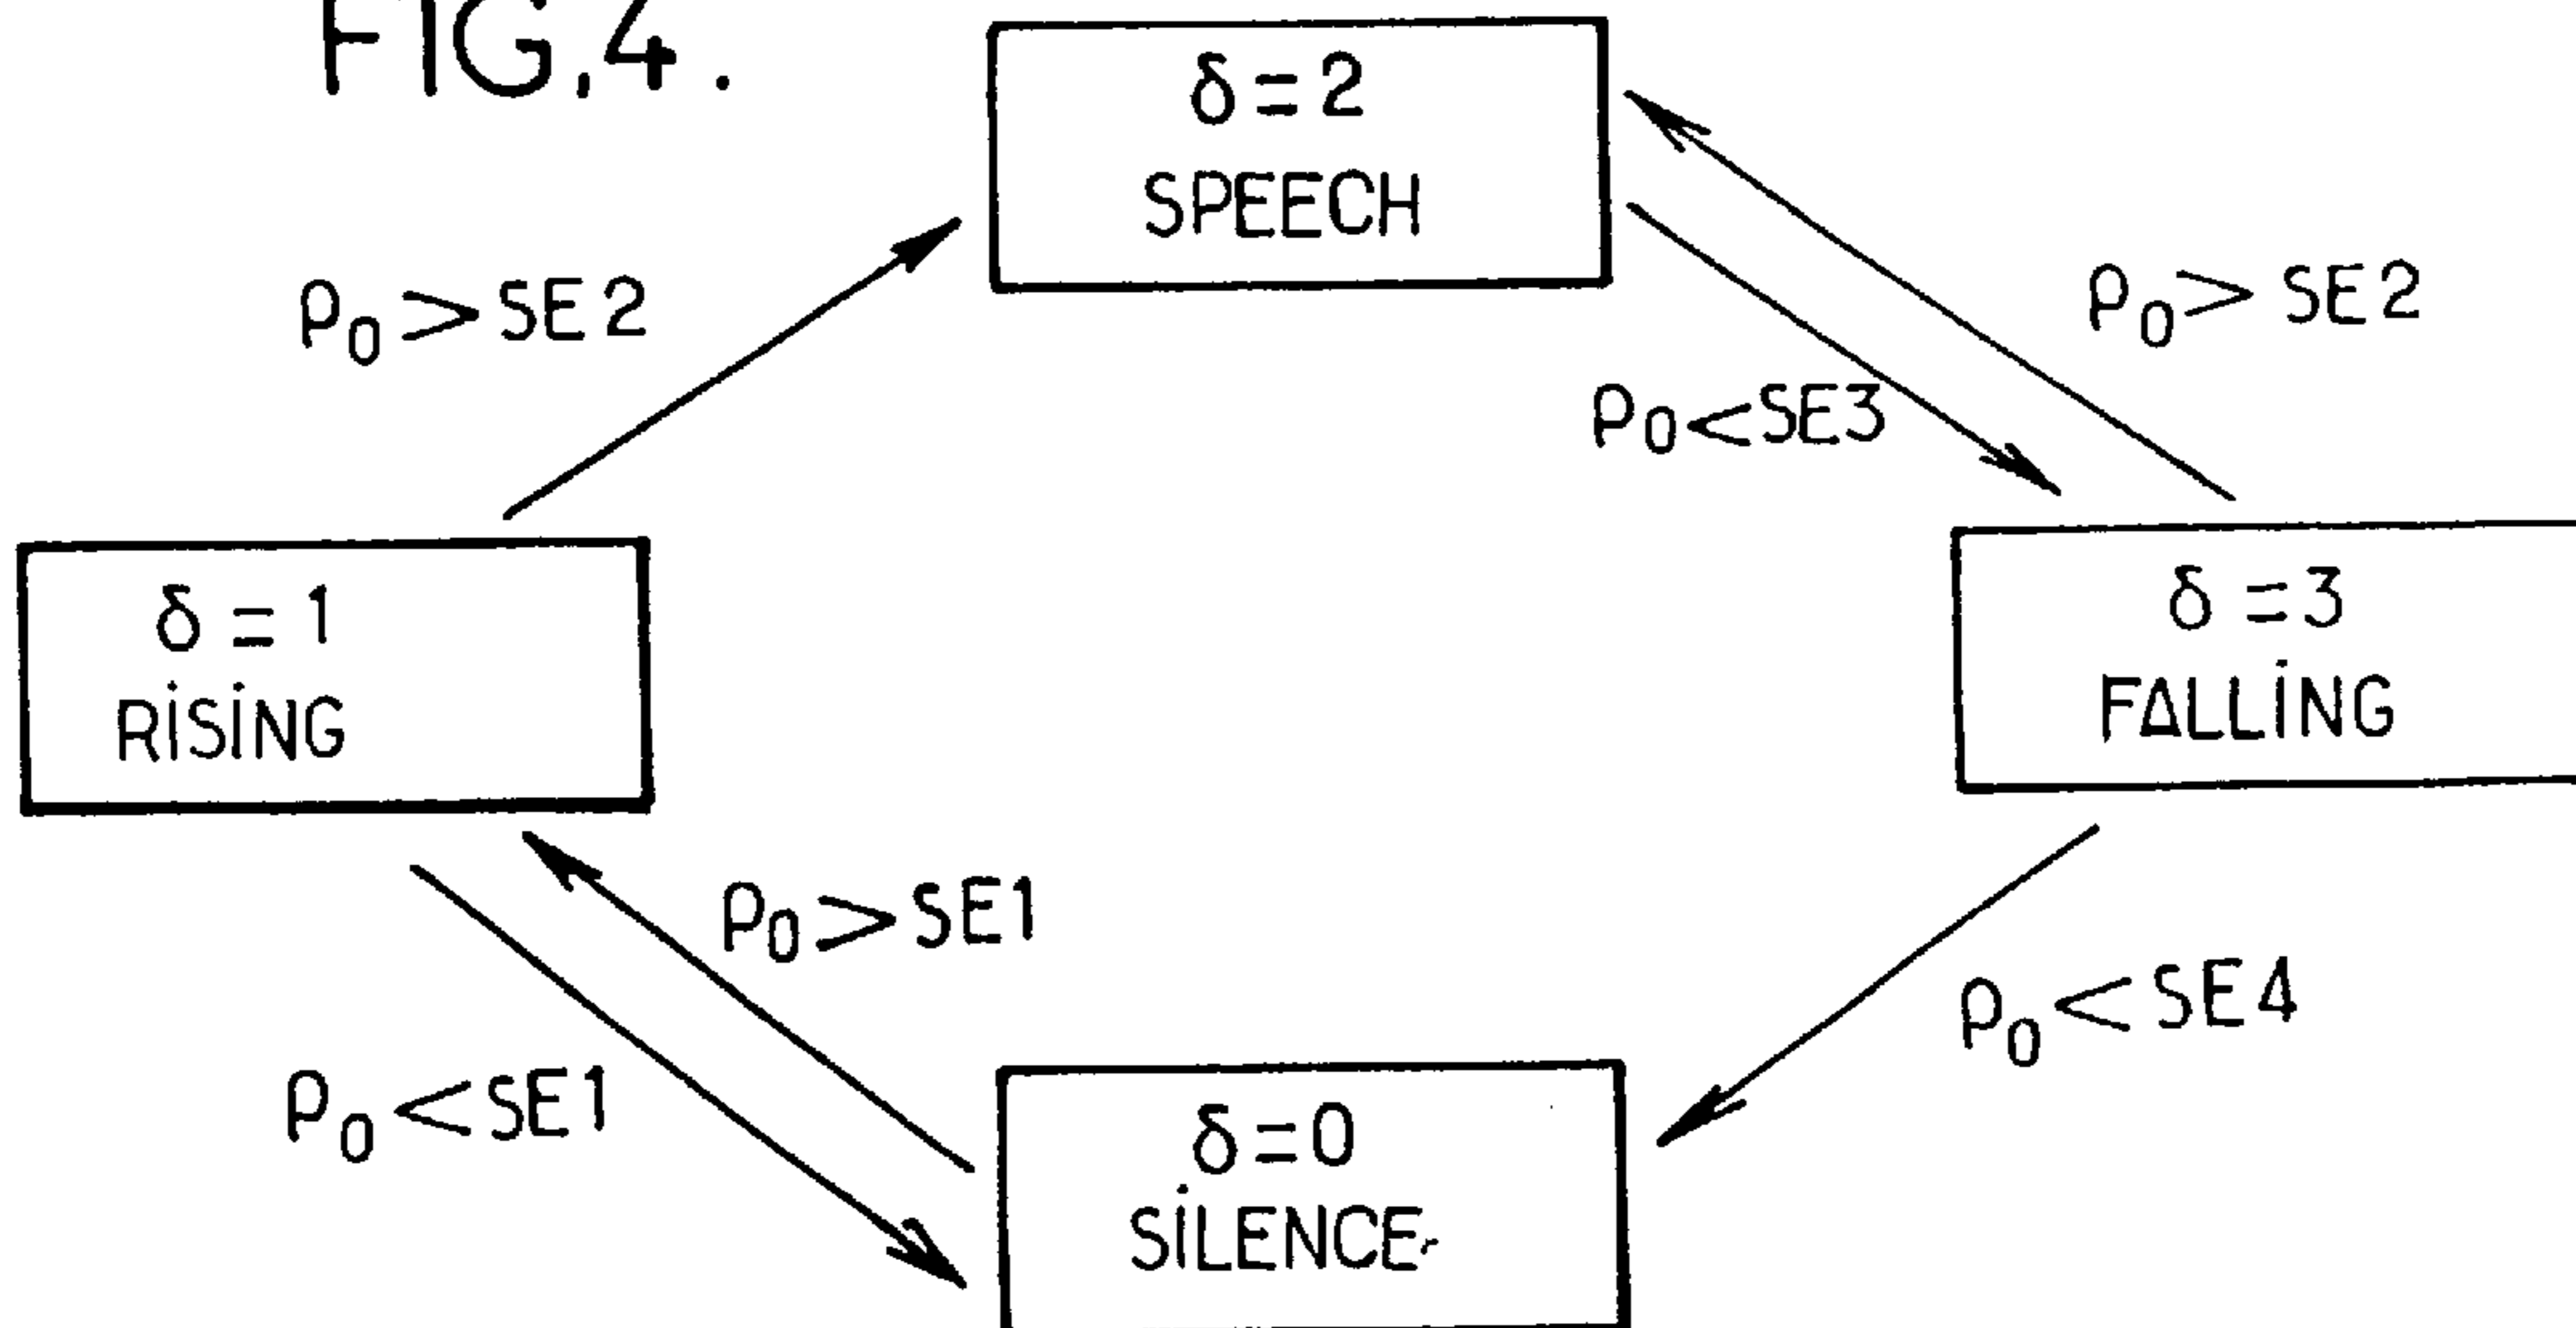 FIG.4.
δ = 2
SPEECH
ρ0 > SE2
ρ0 > SE2
ρ0 < SE3
δ = 1
RiSiNG
δ = 3
FALLiNG
ρ0 > SE1
ρ0 < SE4
ρ0 < SE1
δ = 0
SiLENCE